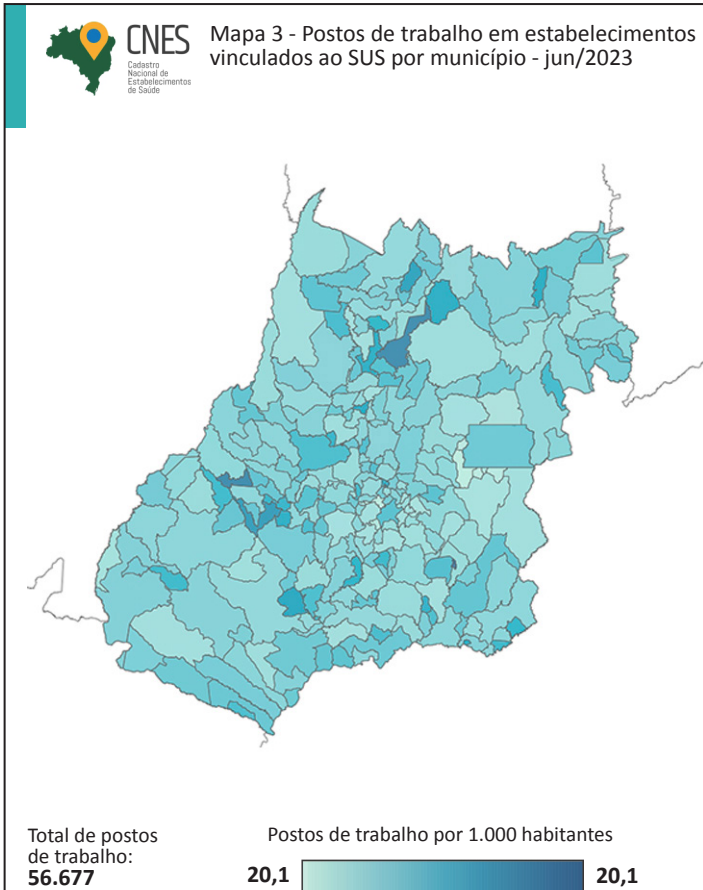 CNES
Cadastro
Nacional de
Estabelecimentos
de Saúde
Mapa 3 - Postos de trabalho em estabelecimentos
vinculados ao SUS por município - jun/2023
Total de postos
de trabalho:
56.677
Postos de trabalho por 1.000 habitantes
20,1
20,1